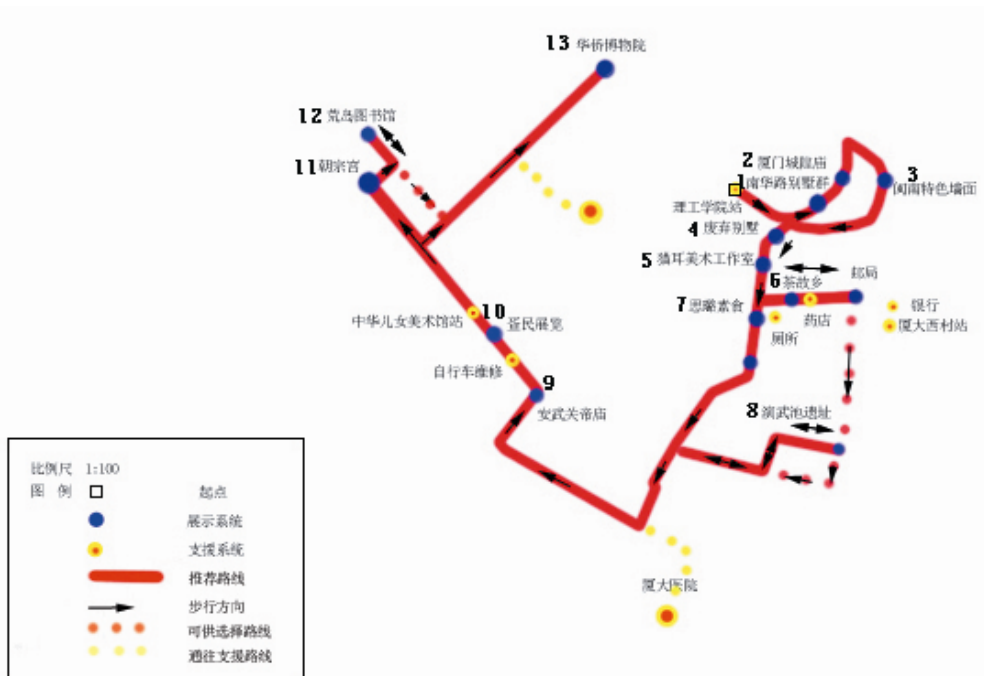 13 华侨博物院
12 荒岛图书馆
11 朝宗宫
2 厦门城隍庙
1 南华路别墅群
3
闽南特色墙面
理工学院站
4 废弃别墅
5 猫耳美术工作室
6 茶故乡
邮局
7 思囍素食
药店
厕所
银行
厦大西村站
中华儿女美术馆站
10 疍民展览
自行车维修
9
安武关帝庙
8 演武池遗址
厦大医院
比例尺 1:100
图 例 起点
展示系统
支援系统
推荐路线
步行方向
可供选择路线
通往支援路线